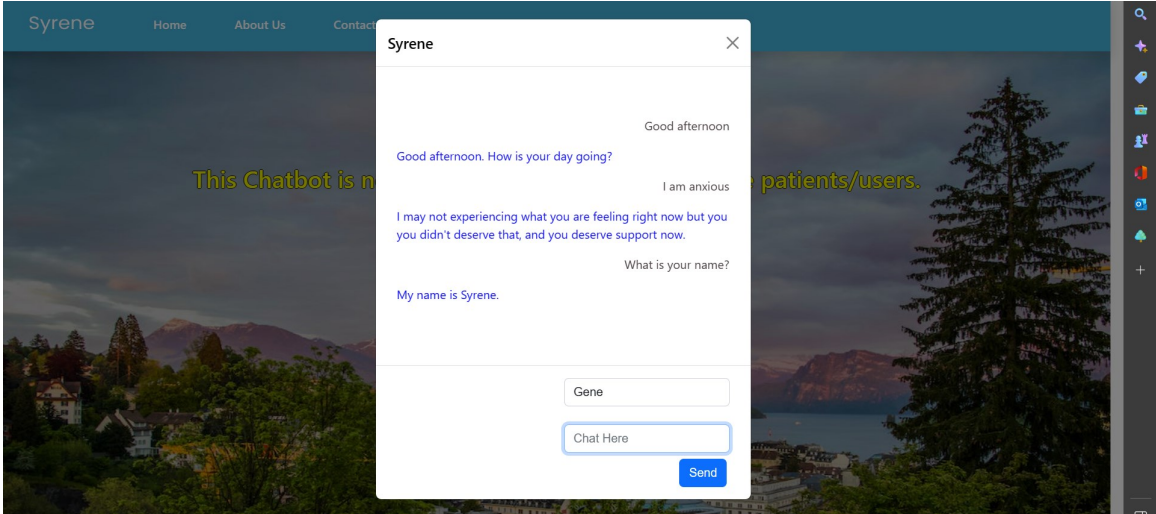 Syrene Home About Us Contact
Syrene
Good afternoon
Good afternoon. How is your day going?
This Chatbot is n patients/users.
I am anxious
I may not experiencing what you are feeling right now but you
you didn't deserve that, and you deserve support now.
What is your name?
My name is Syrene.
Gene
Chat Here
Send